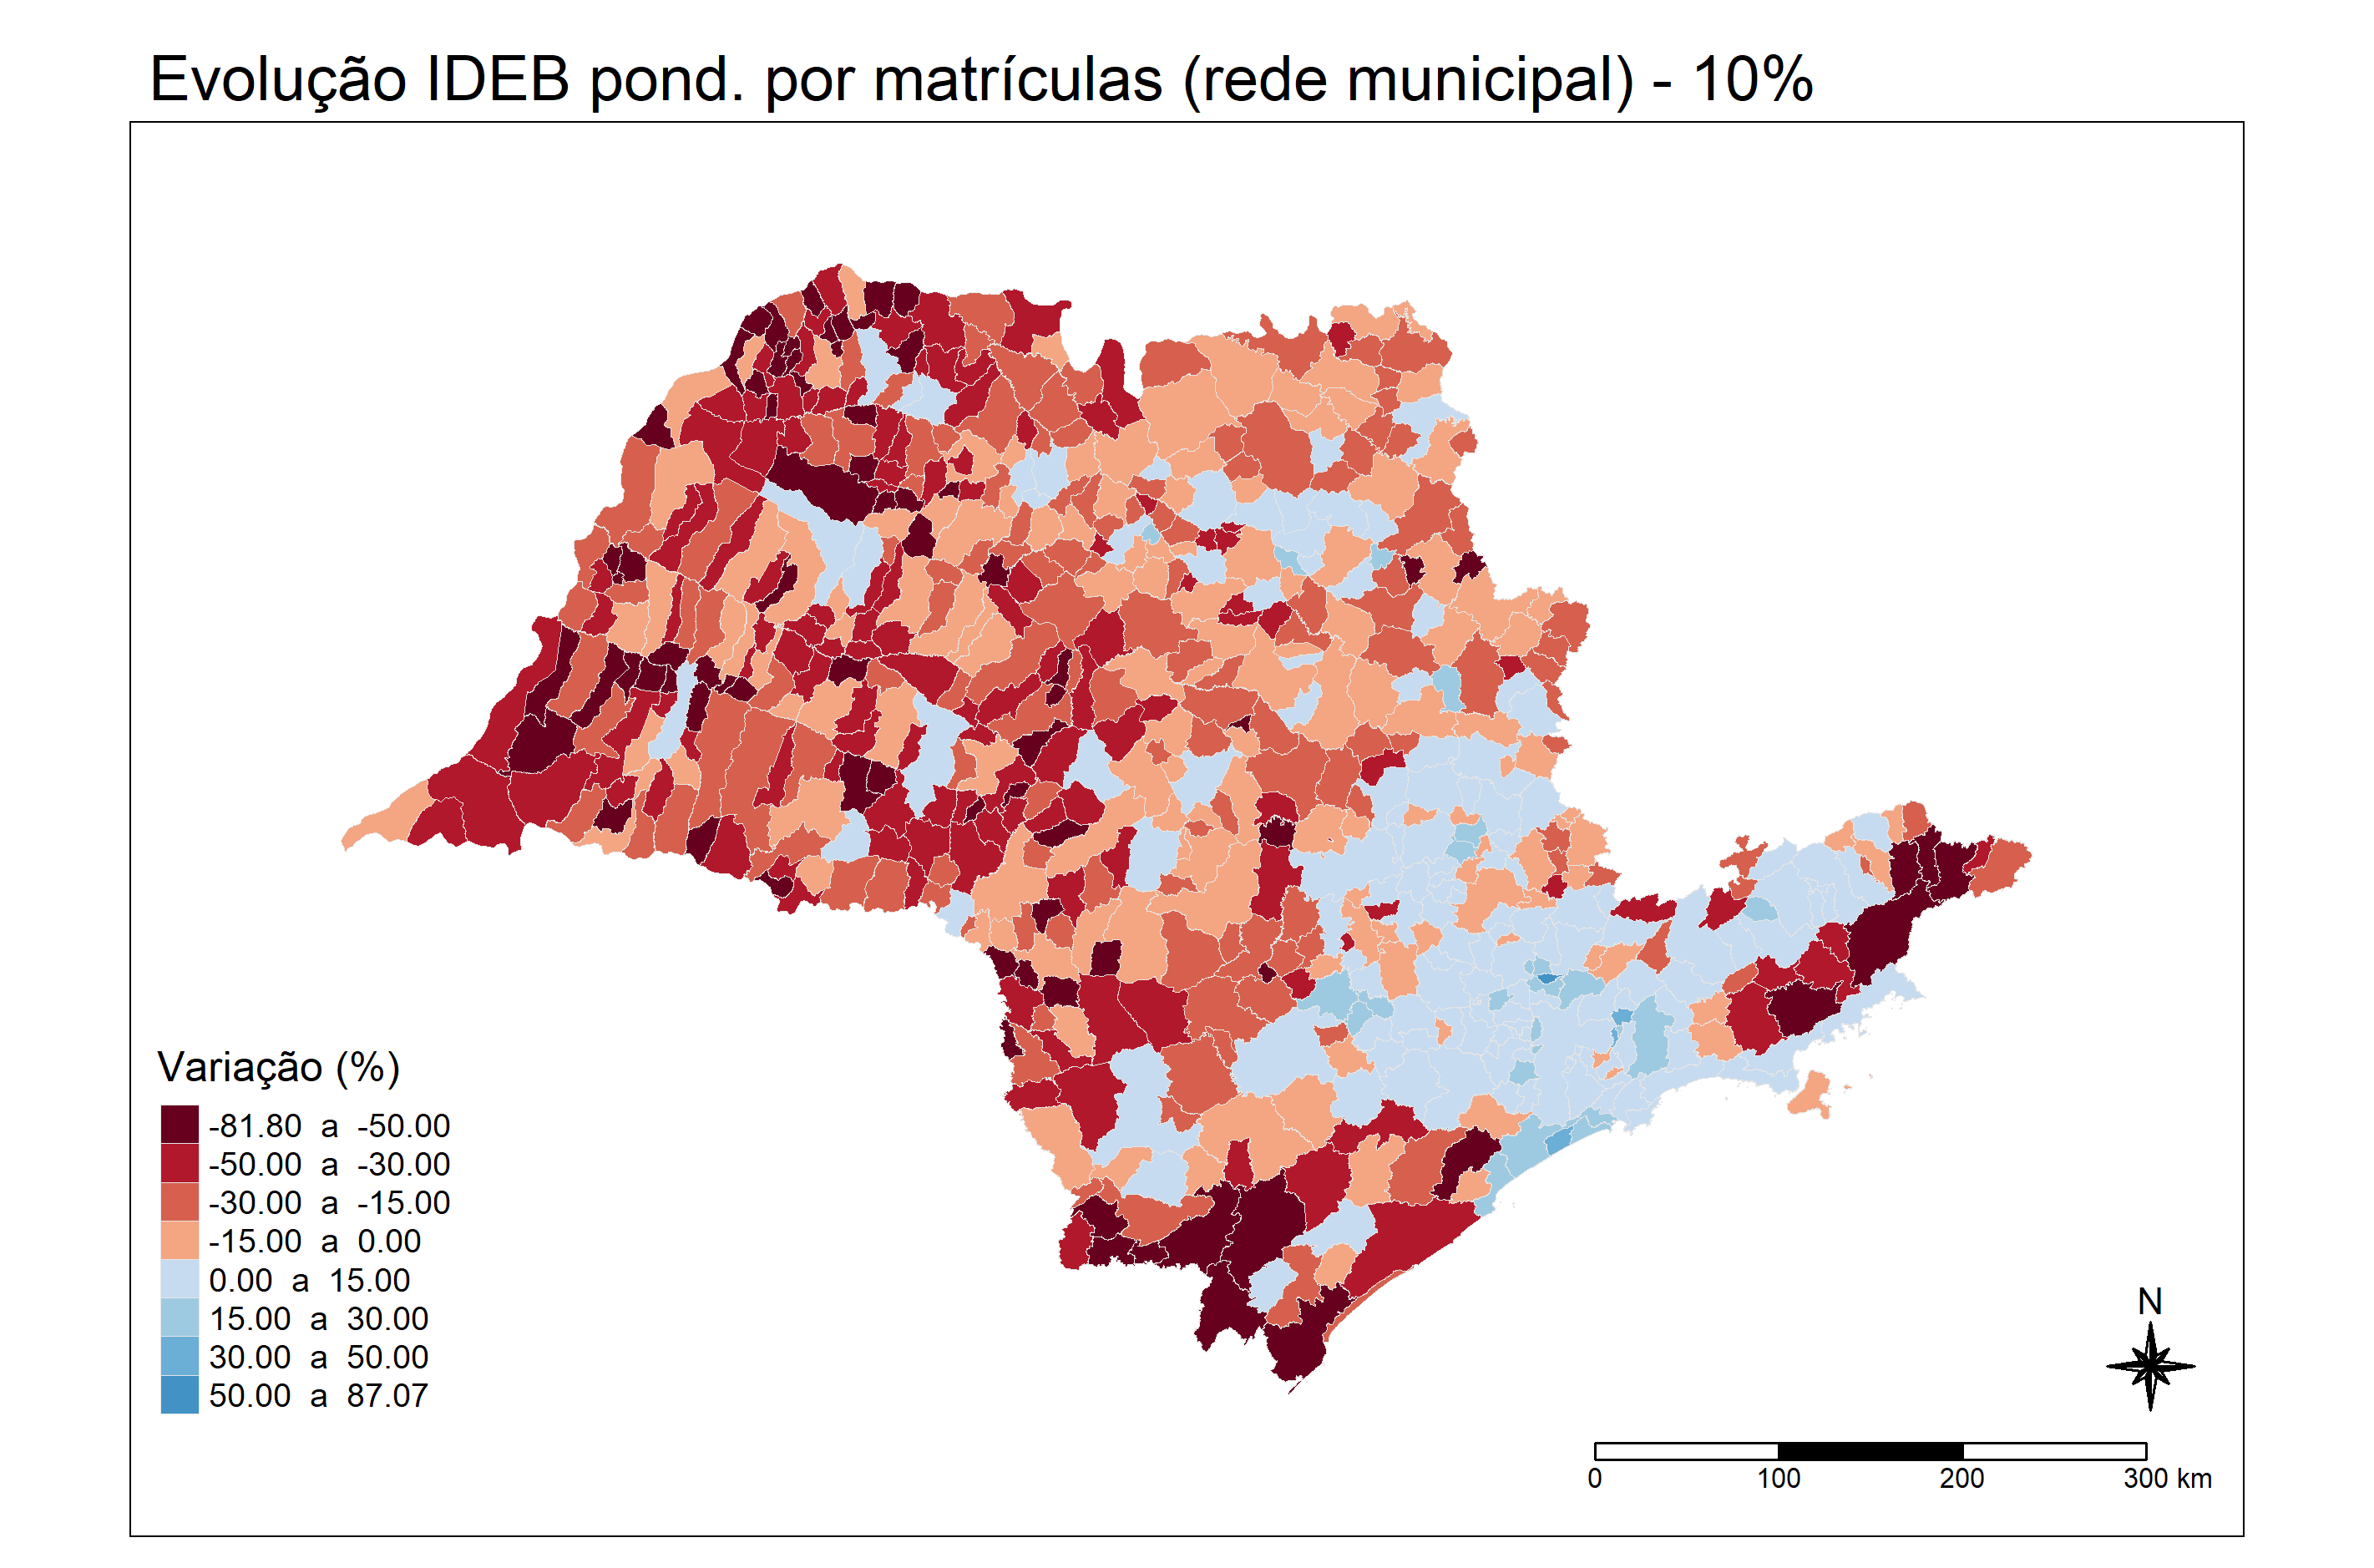 Evolução IDEB pond. por matrículas (rede municipal) - 10%
Variação (%)
-81.80 a -50.00
-50.00 a -30.00
-30.00 a -15.00
-15.00 a 0.00
0.00 a 15.00
15.00 a 30.00
30.00 a 50.00
50.00 a 87.07
N
0 100 200 300 km